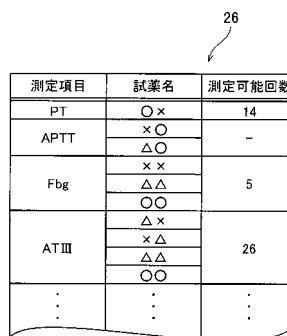 26
測定項目 試薬名 測定可能回数
PT ○× 14
APTT ×○ -
△○
Fbg ×× 5
△△
○○
ATⅢ △× 26
×△
△△
○○